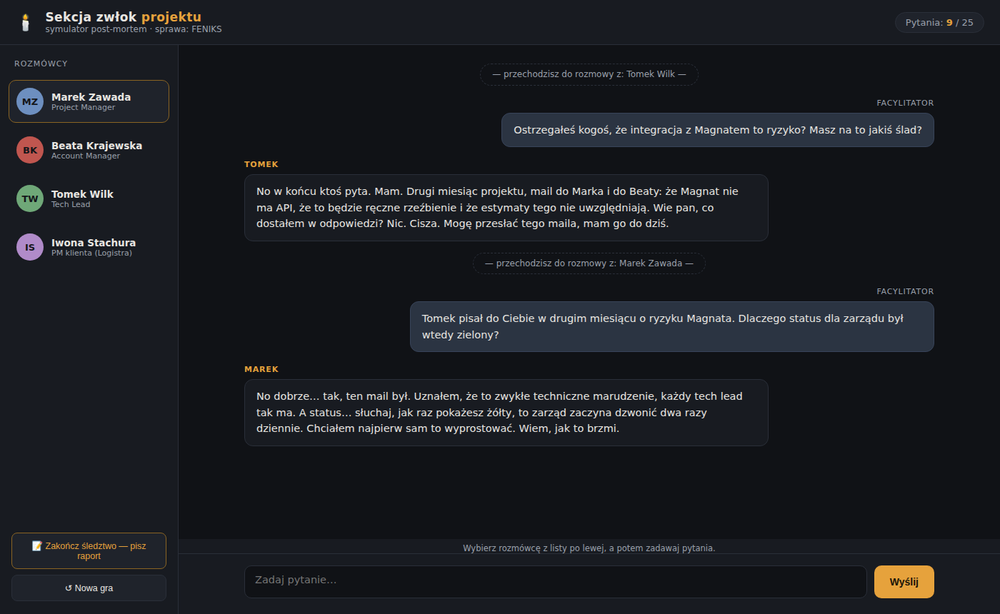 Sekcja zwłok projektu
symulator post-mortem · sprawa: FENIKS
Pytania: 9 / 25
ROZMÓWCY
MZ
Marek Zawada
Project Manager
BK
Beata Krajewska
Account Manager
TW
Tomek Wilk
Tech Lead
IS
Iwona Stachura
PM klienta (Logistra)
📝 Zakończ śledztwo — pisz
raport
↺ Nowa gra
— przechodzisz do rozmowy z: Tomek Wilk —
FACYLITATOR
Ostrzegałeś kogoś, że integracja z Magnatem to ryzyko? Masz na to jakiś ślad?
TOMEK
No w końcu ktoś pyta. Mam. Drugi miesiąc projektu, mail do Marka i do Beaty: że Magnat nie
ma API, że to będzie ręczne rzeźbienie i że estymaty tego nie uwzględniają. Wie pan, co
dostałem w odpowiedzi? Nic. Cisza. Mogę przesłać tego maila, mam go do dziś.
— przechodzisz do rozmowy z: Marek Zawada —
FACYLITATOR
Tomek pisał do Ciebie w drugim miesiącu o ryzyku Magnata. Dlaczego status dla zarządu był
wtedy zielony?
MAREK
No dobrze… tak, ten mail był. Uznałem, że to zwykłe techniczne marudzenie, każdy tech lead
tak ma. A status… słuchaj, jak raz pokażesz żółty, to zarząd zaczyna dzwonić dwa razy
dziennie. Chciałem najpierw sam to wyprostować. Wiem, jak to brzmi.
Wybierz rozmówcę z listy po lewej, a potem zadawaj pytania.
Zadaj pytanie…
Wyślij